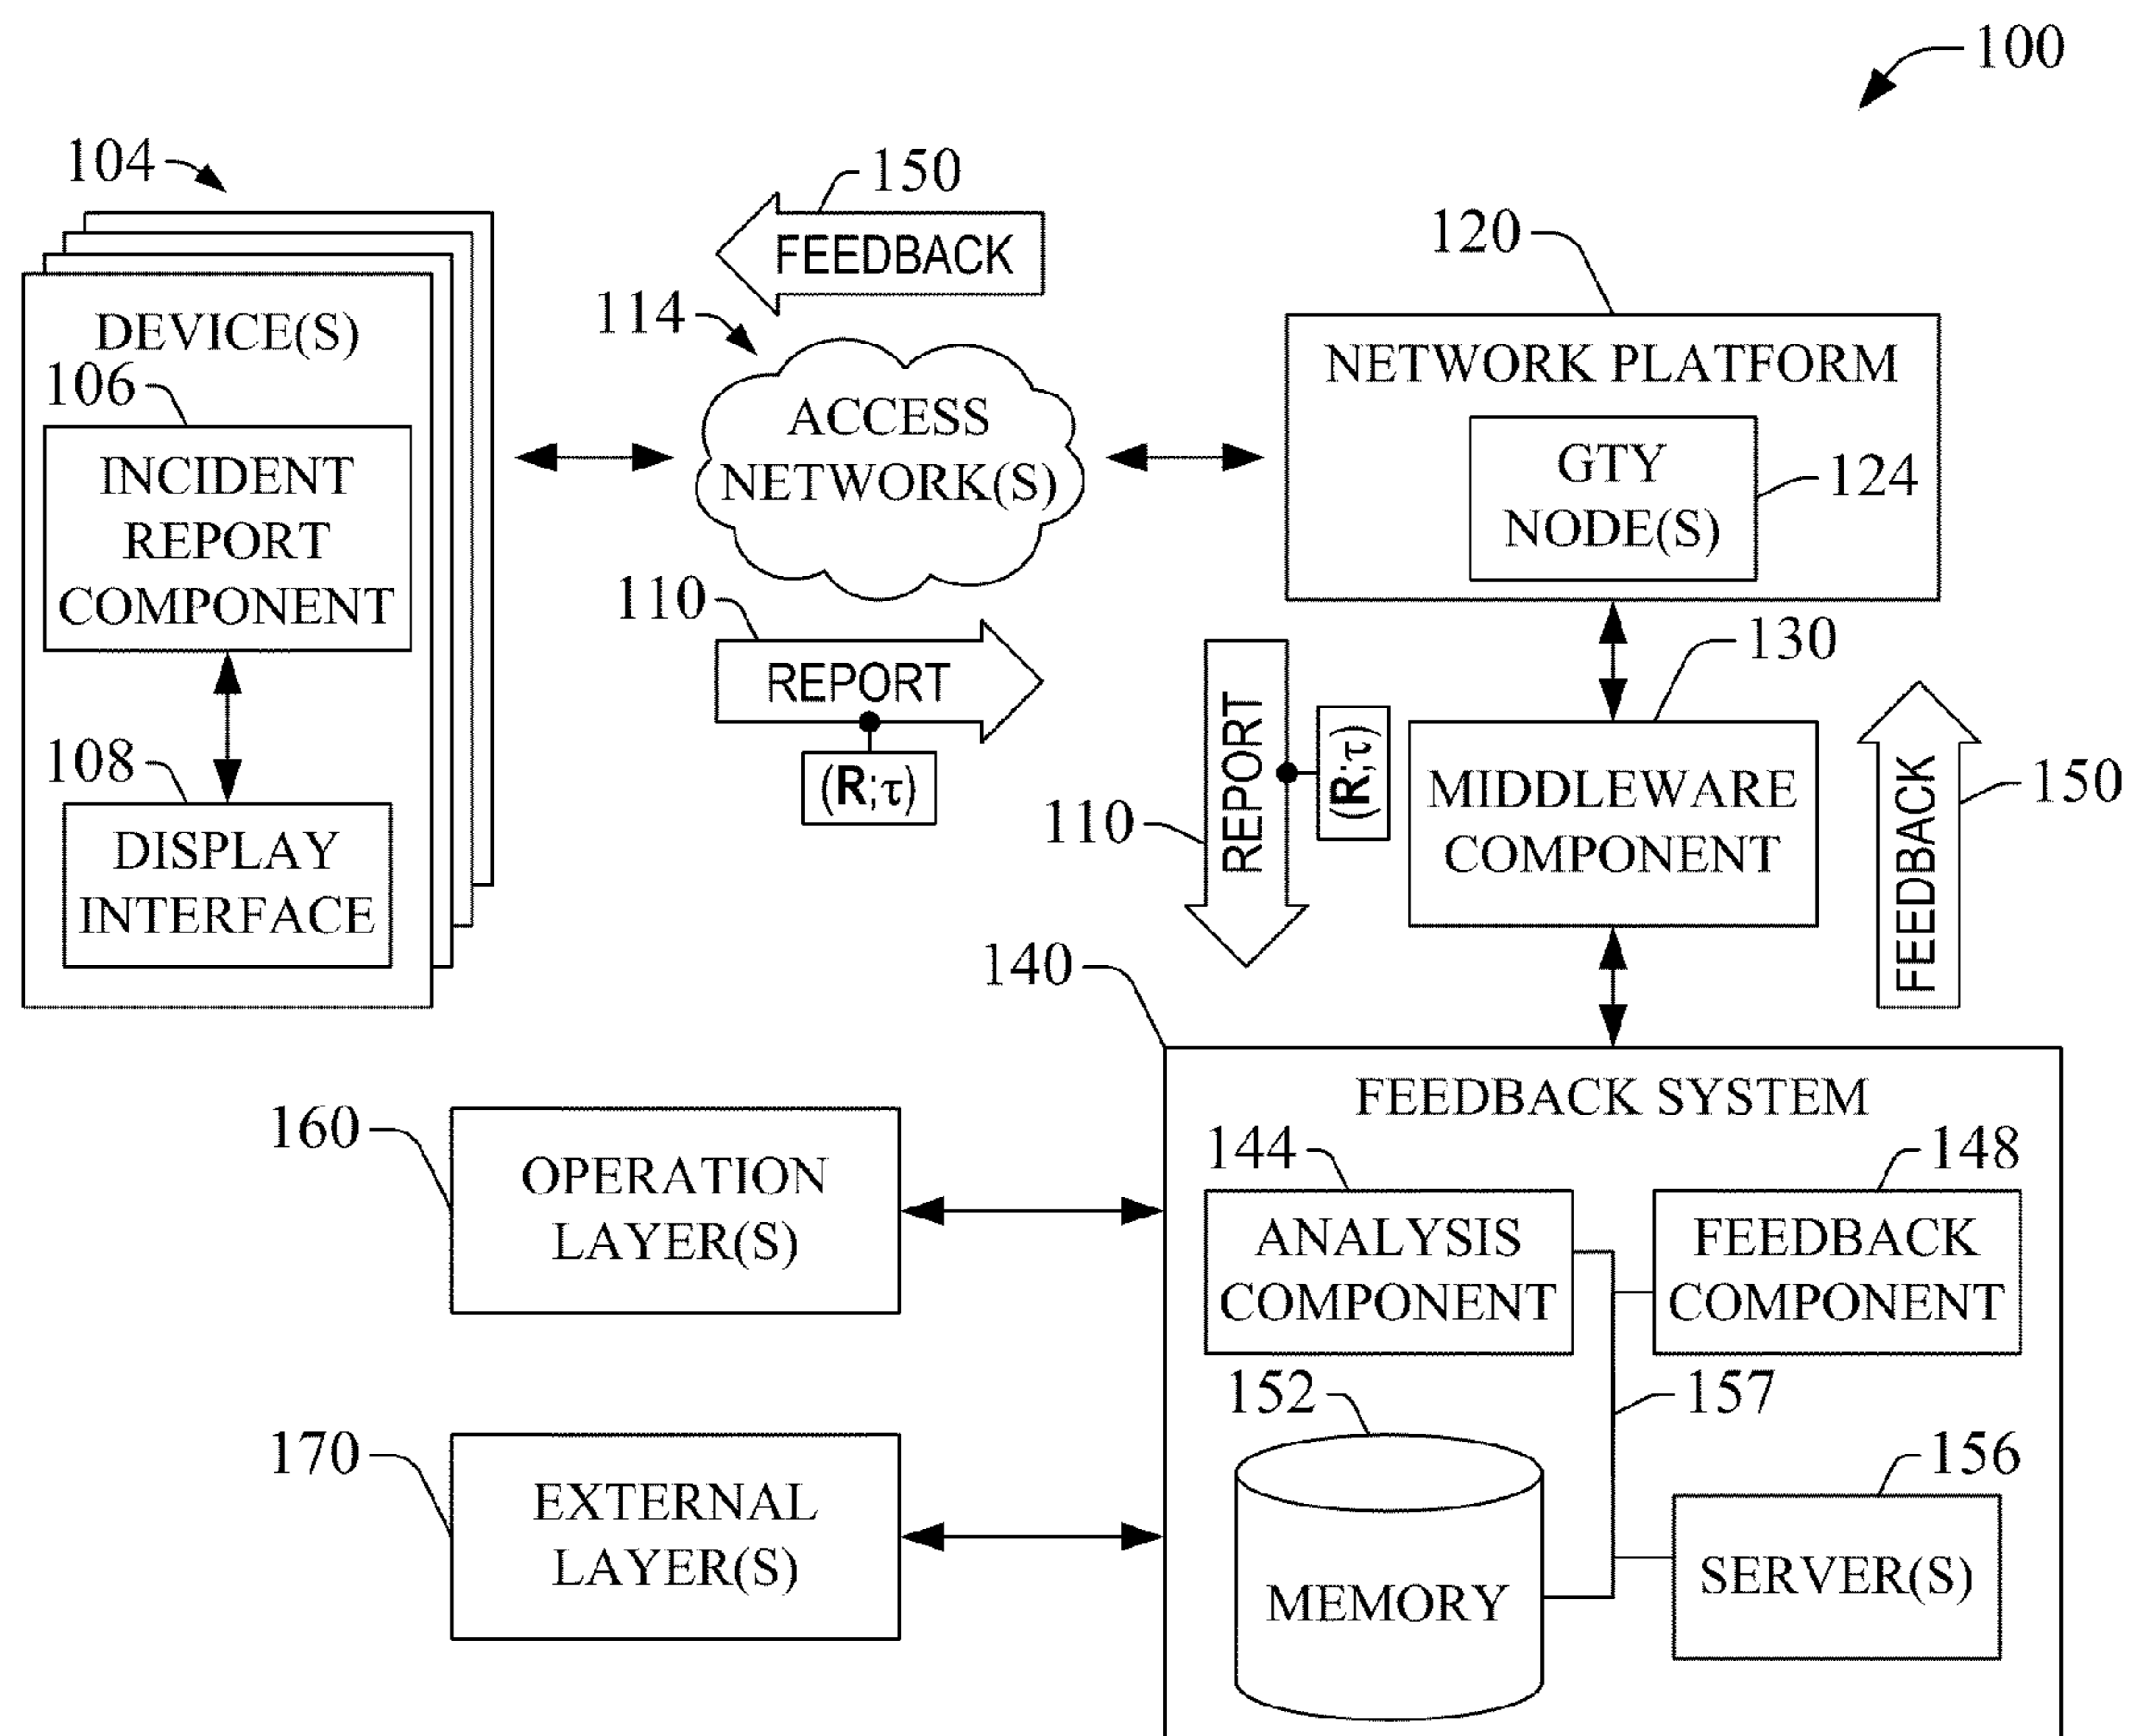 100
104
150
FEEDBACK
120
114
DEVICE(S)
NETWORK PLATFORM
106
ACCESS
NETWORK(S)
INCIDENT
REPORT
COMPONENT
GTY
NODE(S)
124
110
REPORT
(R;τ)
130
108
DISPLAY
INTERFACE
REPORT
(R;τ)
110
MIDDLEWARE
COMPONENT
FEEDBACK
150
140
FEEDBACK SYSTEM
160
OPERATION
LAYER(S)
144
148
ANALYSIS
COMPONENT
FEEDBACK
COMPONENT
152
157
170
EXTERNAL
LAYER(S)
156
MEMORY
SERVER(S)